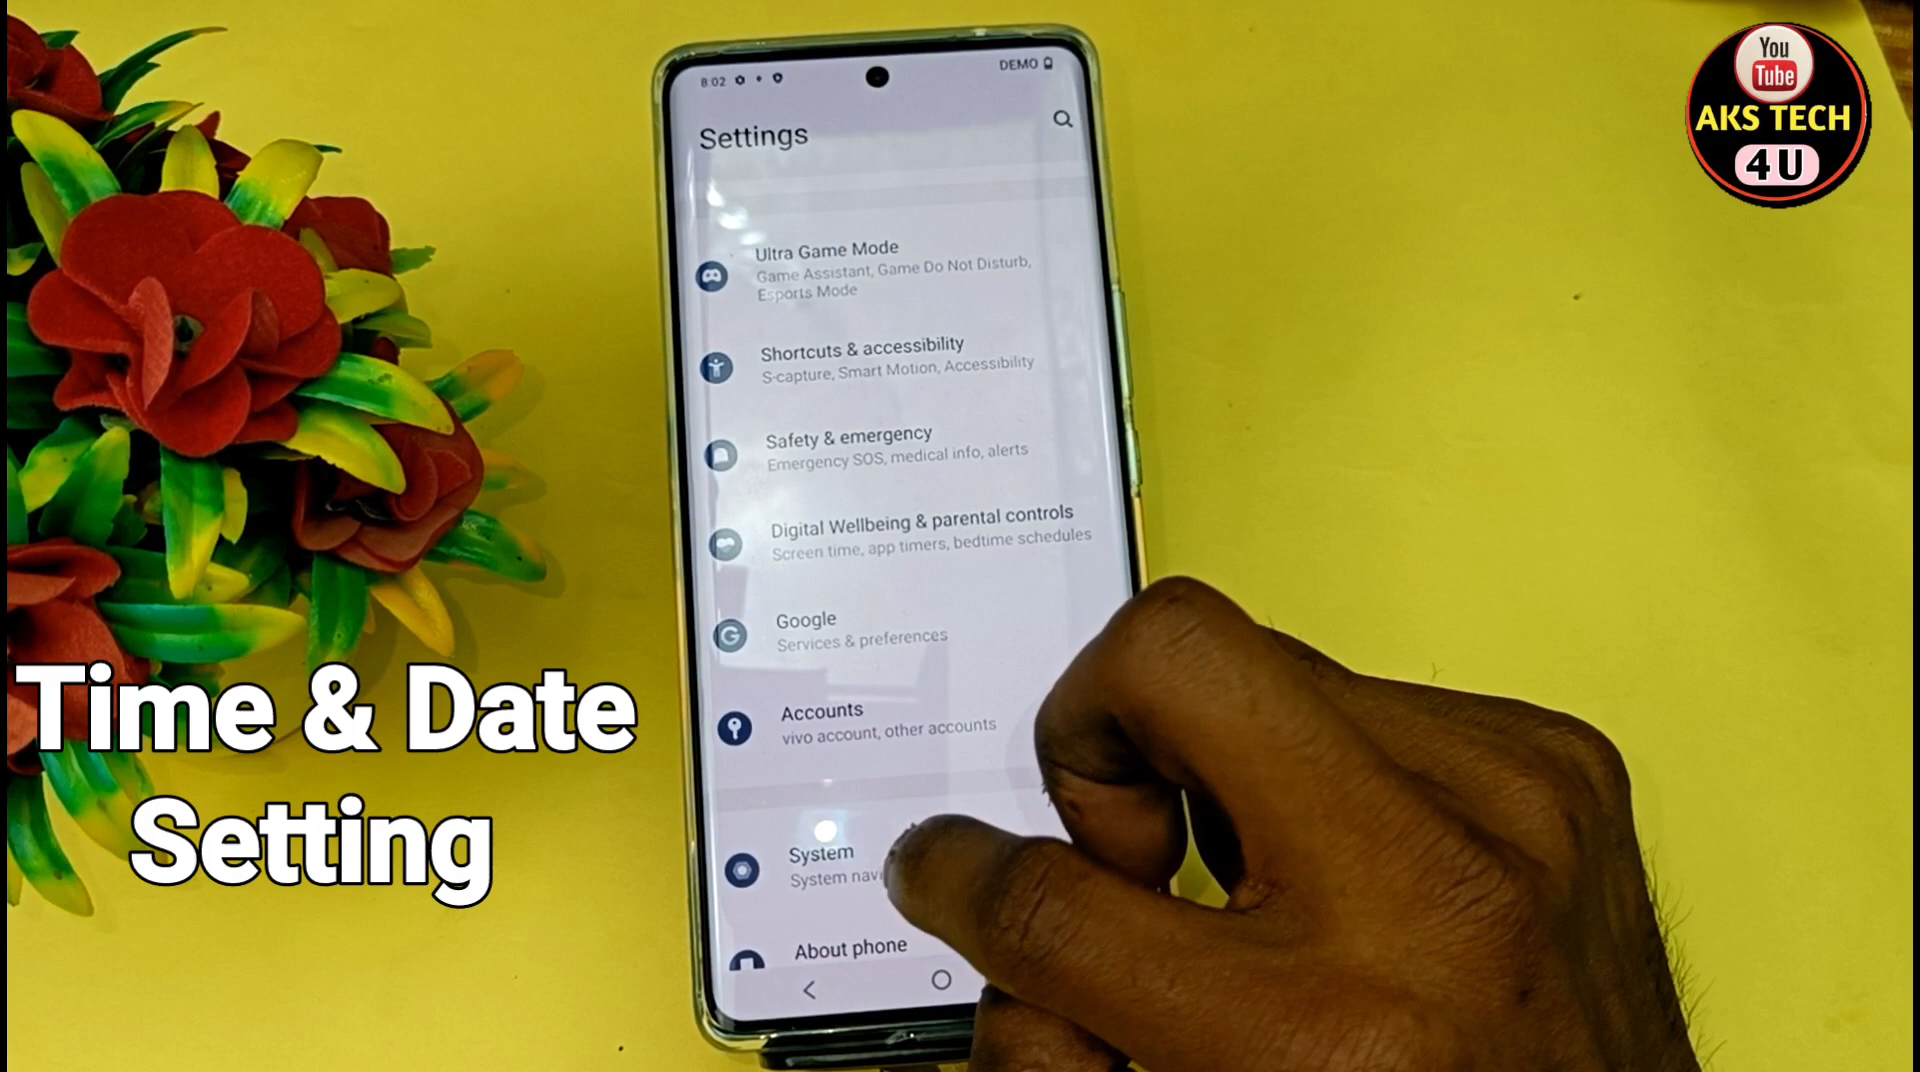 8:02
DEMO
Settings
Ultra Game Mode
Game Assistant, Game Do Not Disturb,
Esports Mode
Shortcuts & accessibility
S-capture, Smart Motion, Accessibility
Safety & emergency
Emergency SOS, medical info, alerts
Digital Wellbeing & parental controls
Screen time, app timers, bedtime schedules
Google
Services & preferences
Accounts
vivo account, other accounts
System
System
About phone
Time & Date
Setting
You
Tube
AKS TECH
4 U